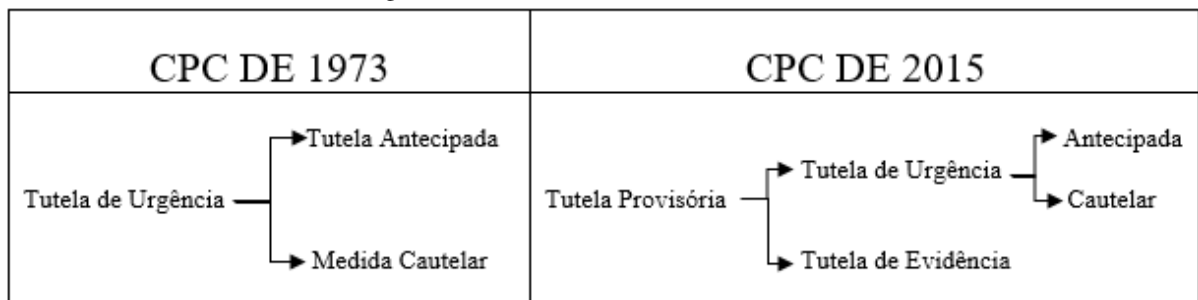 CPC DE 1973
CPC DE 2015
Tutela de Urgência
Tutela Antecipada
Medida Cautelar
Tutela Provisória
Tutela de Urgência
Antecipada
Cautelar
Tutela de Evidência